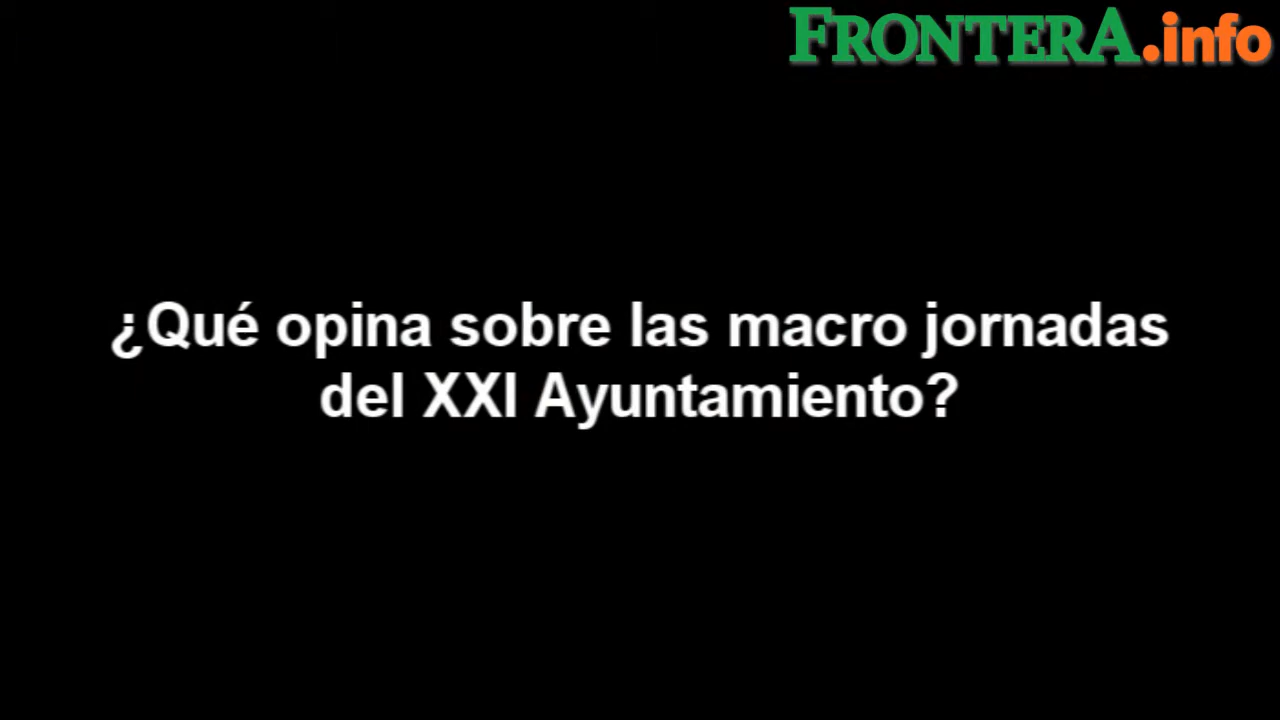 FRONTERA.info
¿Qué opina sobre las macro jornadas
del XXI Ayuntamiento?